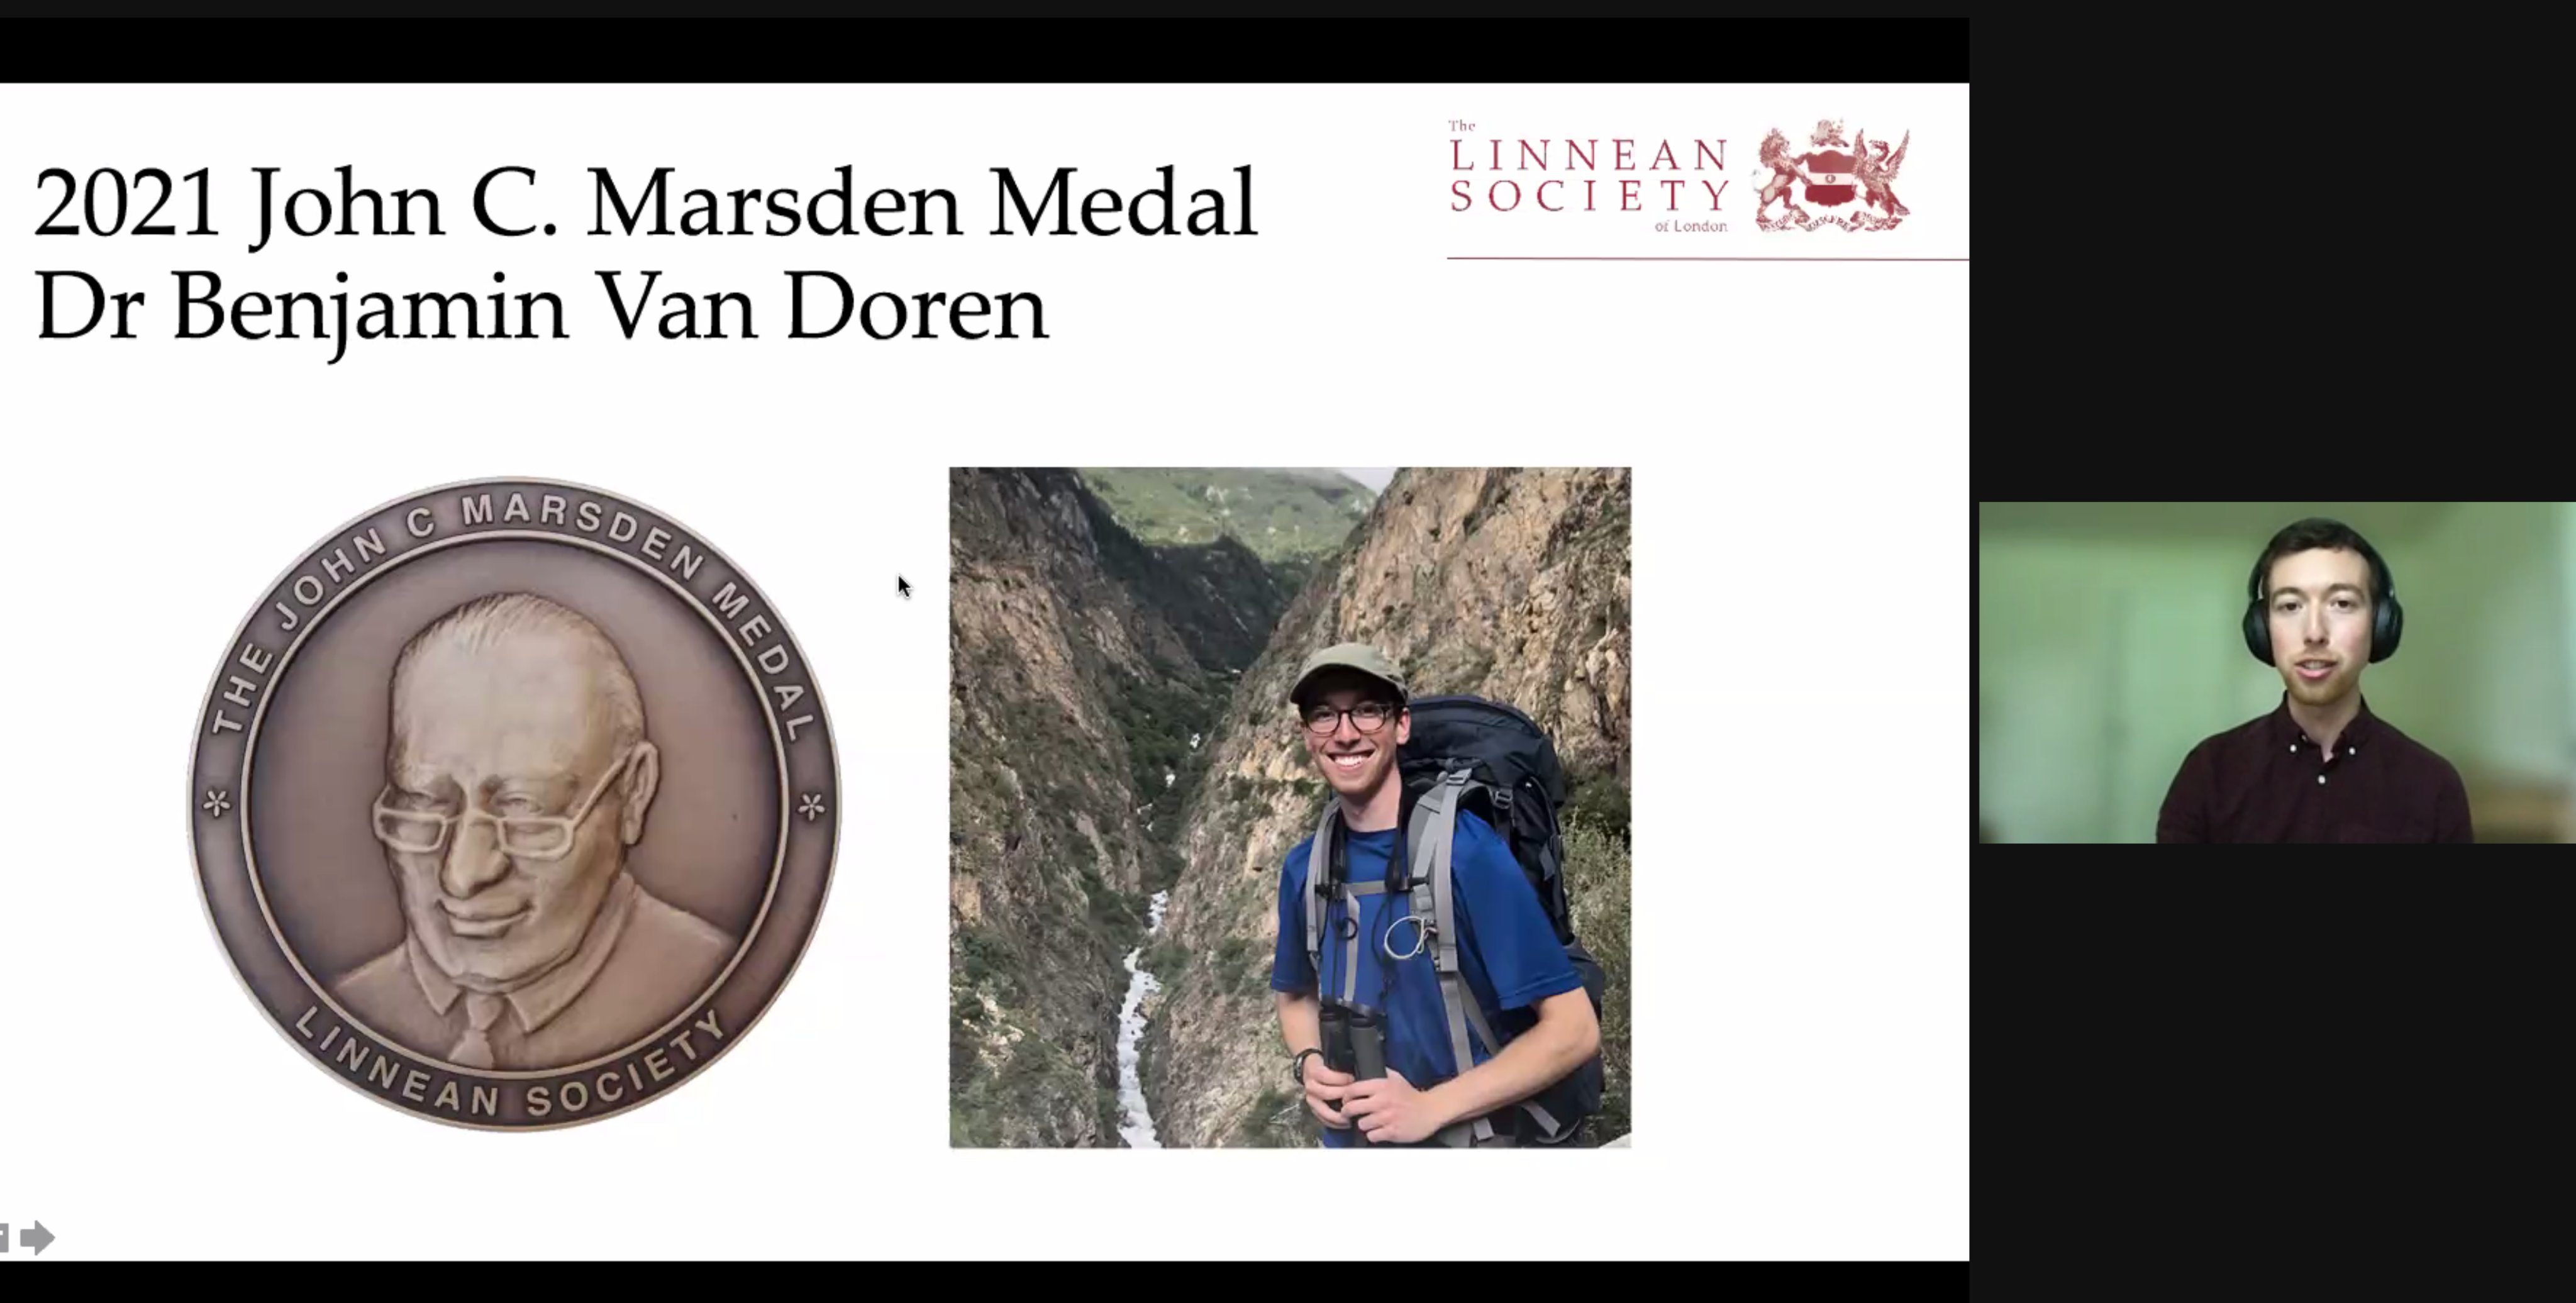 2021 John C. Marsden Medal
Dr Benjamin Van Doren
The
LINNEAN
SOCIETY
of London
THE JOHN C MARSDEN MEDAL
LINNEAN SOCIETY